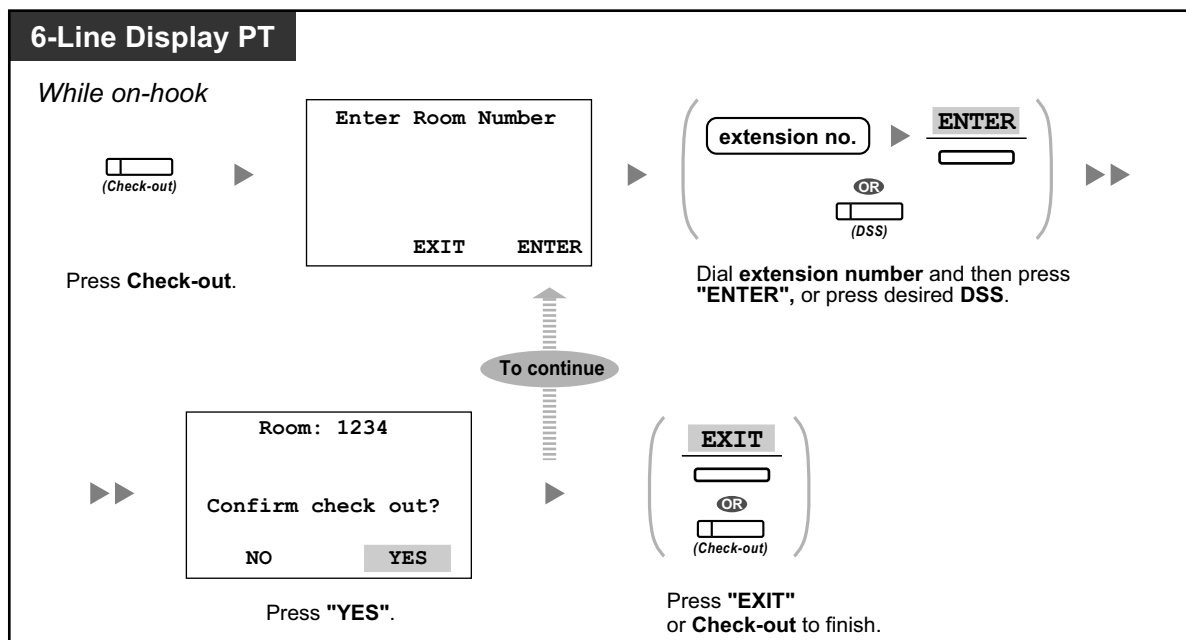 6-Line Display PT
While on-hook
(Check-out)
Press Check-out.
Enter Room Number
EXIT ENTER
extension no.
ENTER
OR
(DSS)
Dial extension number and then press
"ENTER", or press desired DSS.
To continue
Room: 1234
Confirm check out?
NO YES
Press "YES".
EXIT
OR
(Check-out)
Press "EXIT"
or Check-out to finish.